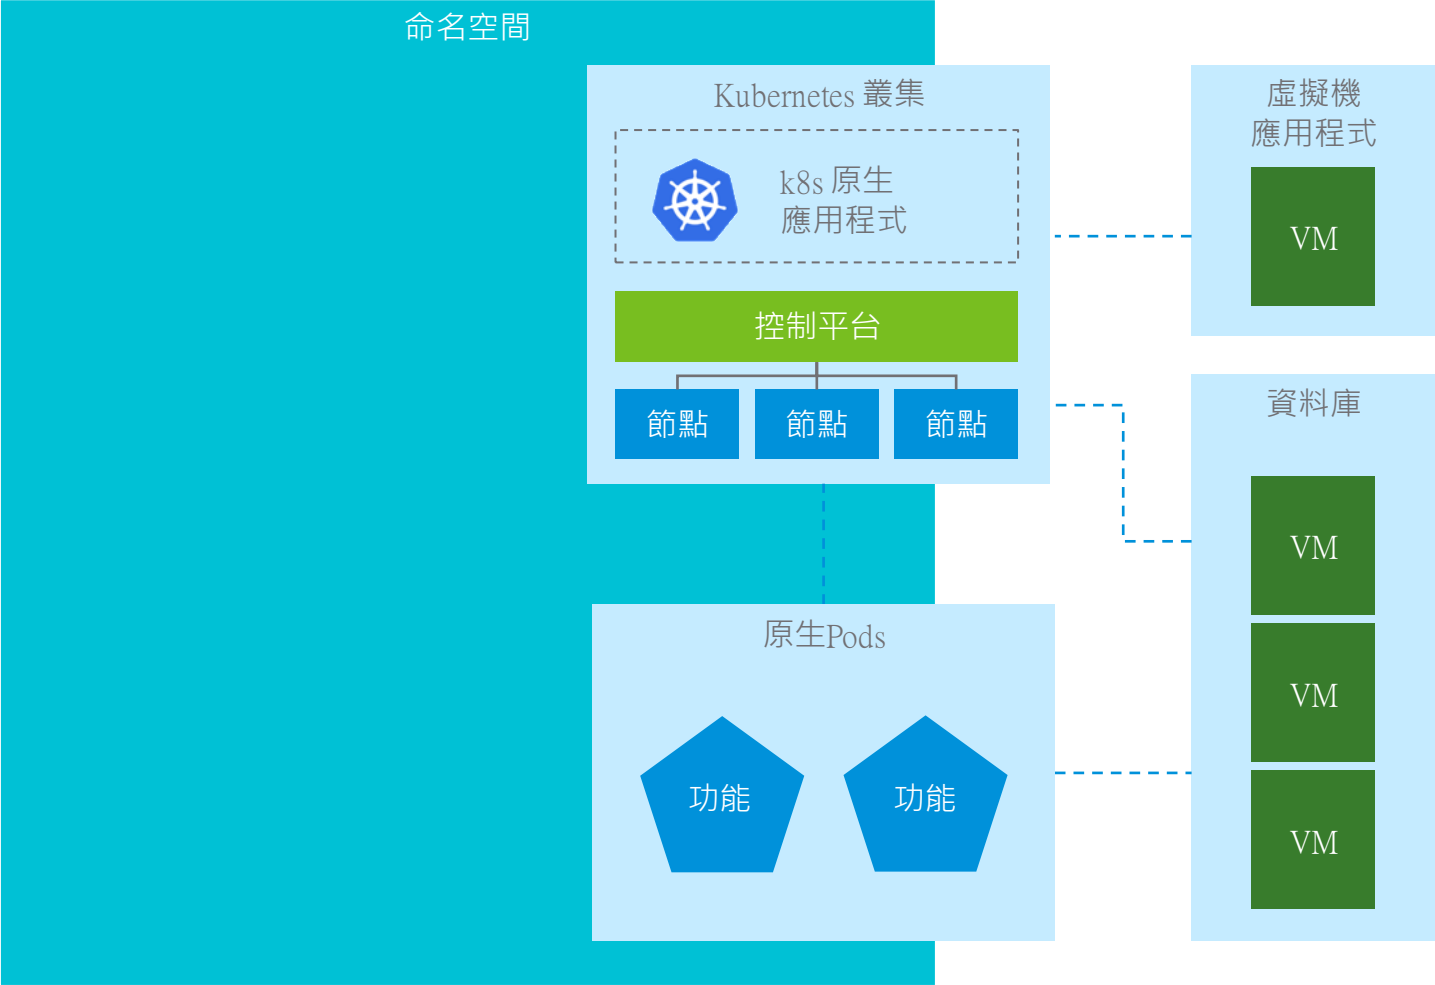 命名空間
Kubernetes 叢集
k8s 原生
應用程式
控制平台
節點
節點
節點
虛擬機
應用程式
VM
資料庫
VM
VM
VM
原生Pods
功能
功能